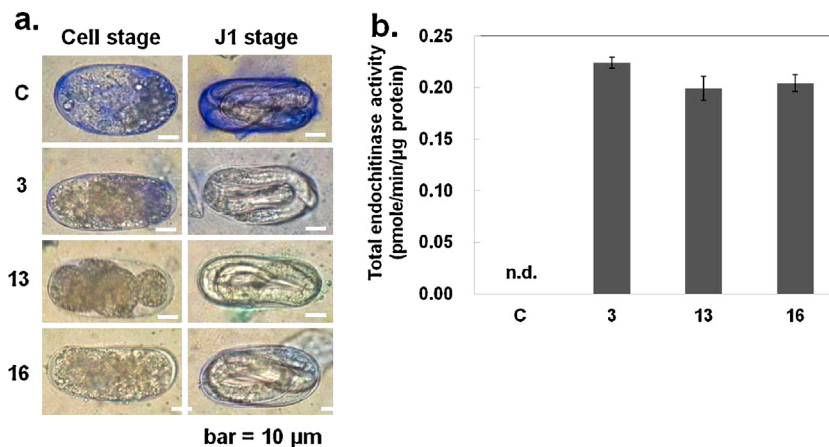 a.
Cell stage J1 stage
C
3
13
16
bar = 10 µm
b.
Total endochitinase activity
(pmole/min/µg protein)
0.25
0.20
0.15
0.10
0.05
0.00
n.d.
C 3 13 16